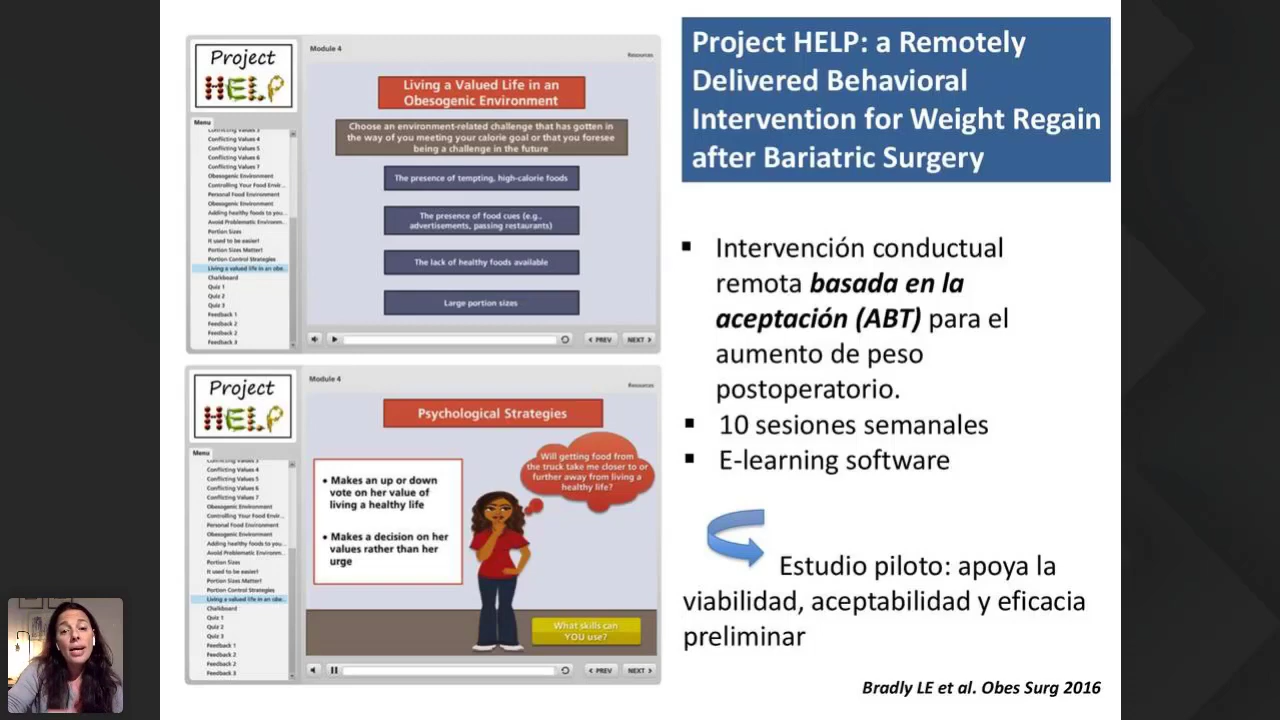 Project
HELP
Module 4
Resources
Living a Valued Life in an
Obesogenic Environment
Choose an environment-related challenge that has gotten in
the way of you meeting your calorie goal or that you foresee
being a challenge in the future
The presence of tempting, high-calorie foods
The presence of food cues (e.g.,
advertisements, passing restaurants)
The lack of healthy foods available
Large portion sizes
Menu
Conflicting Values 3
Conflicting Values 4
Conflicting Values 5
Conflicting Values 6
Conflicting Values 7
Obesogenic Environment
Controlling Your Food Envir...
Personal Food Environment
Obesogenic Environment
Adding healthy foods to you...
Avoid Problematic Environm...
Portion Sizes
It used to be easier!
Portion Sizes Matter!
Portion Control Strategies
Living a valued life in an obe...
Chalkboard
Quiz 1
Quiz 2
Quiz 3
Feedback 1
Feedback 2
Feedback 2
Feedback 3
PREV
NEXT
Project
HELP
Module 4
Resources
Psychological Strategies
• Makes an up or down
vote on her value of
living a healthy life
• Makes a decision on her
values rather than her
urge
Will getting food from
the truck take me closer to or
further away from living a
healthy life?
What skills can
YOU use?
Menu
Conflicting Values 3
Conflicting Values 4
Conflicting Values 5
Conflicting Values 6
Conflicting Values 7
Obesogenic Environment
Controlling Your Food Envir...
Personal Food Environment
Obesogenic Environment
Adding healthy foods to you...
Avoid Problematic Environm...
Portion Sizes
It used to be easier!
Portion Sizes Matter!
Portion Control Strategies
Living a valued life in an obe...
Chalkboard
Quiz 1
Quiz 2
Quiz 3
Feedback 1
Feedback 2
Feedback 2
Feedback 3
PREV
NEXT
Project HELP: a Remotely
Delivered Behavioral
Intervention for Weight Regain
after Bariatric Surgery
▪ Intervención conductual
remota basada en la
aceptación (ABT) para el
aumento de peso
postoperatorio.
▪ 10 sesiones semanales
▪ E-learning software
Estudio piloto: apoya la
viabilidad, aceptabilidad y eficacia
preliminar
Bradly LE et al. Obes Surg 2016